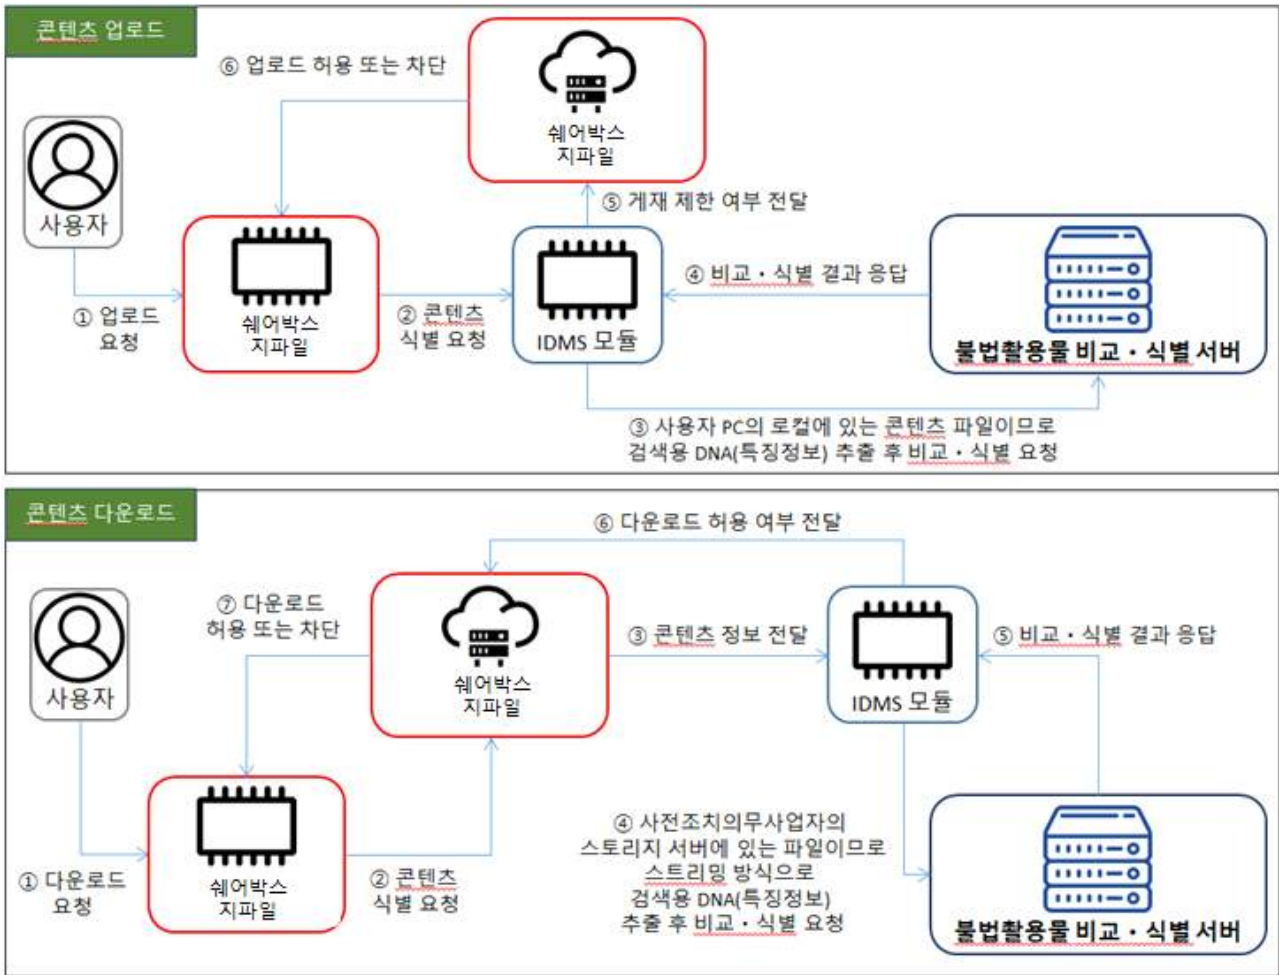 콘텐츠 업로드
⑥ 업로드 허용 또는 차단
쉐어박스
지파일
사용자
⑤ 게재 제한 여부 전달
④ 비교・식별 결과 응답
① 업로드
요청
쉐어박스
지파일
② 콘텐츠
식별 요청
IDMS 모듈
불법촬영물 비교・식별 서버
③ 사용자 PC의 로컬에 있는 콘텐츠 파일이므로
검색용 DNA(특징정보) 추출 후 비교・식별 요청
콘텐츠 다운로드
⑥ 다운로드 허용 여부 전달
⑦ 다운로드
허용 또는 차단
③ 콘텐츠 정보 전달
⑤ 비교・식별 결과 응답
사용자
쉐어박스
지파일
IDMS 모듈
① 다운로드
요청
쉐어박스
지파일
② 콘텐츠
식별 요청
④ 사전조치의무사업자의
스토리지 서버에 있는 파일이므로
스트리밍 방식으로
검색용 DNA(특징정보)
추출 후 비교・식별 요청
불법촬영물 비교・식별 서버